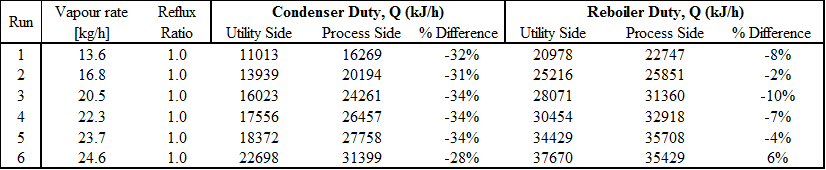 Run Vapour rate [kg/h] Reflux Ratio Condenser Duty, Q (kJ/h) Reboiler Duty, Q (kJ/h)
Utility Side Process Side % Difference Utility Side Process Side % Difference
1 13.6 1.0 11013 16269 -32% 20978 22747 -8%
2 16.8 1.0 13939 20194 -31% 25216 25851 -2%
3 20.5 1.0 16023 24261 -34% 28071 31360 -10%
4 22.3 1.0 17556 26457 -34% 30454 32918 -7%
5 23.7 1.0 18372 27758 -34% 34429 35708 -4%
6 24.6 1.0 22698 31399 -28% 37670 35429 6%